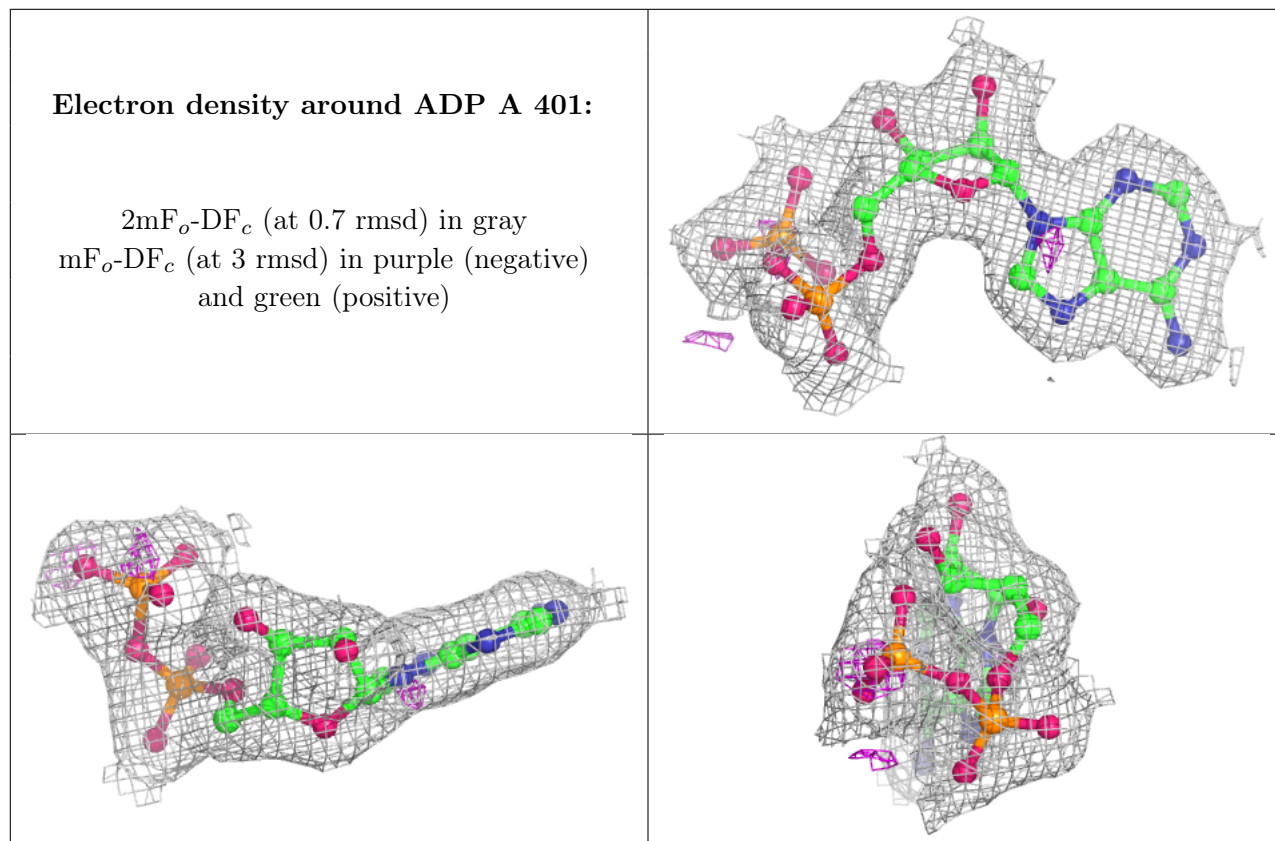 Electron density around ADP A 401:
2mFo-DFc (at 0.7 rmsd) in gray
mFo-DFc (at 3 rmsd) in purple (negative)
and green (positive)